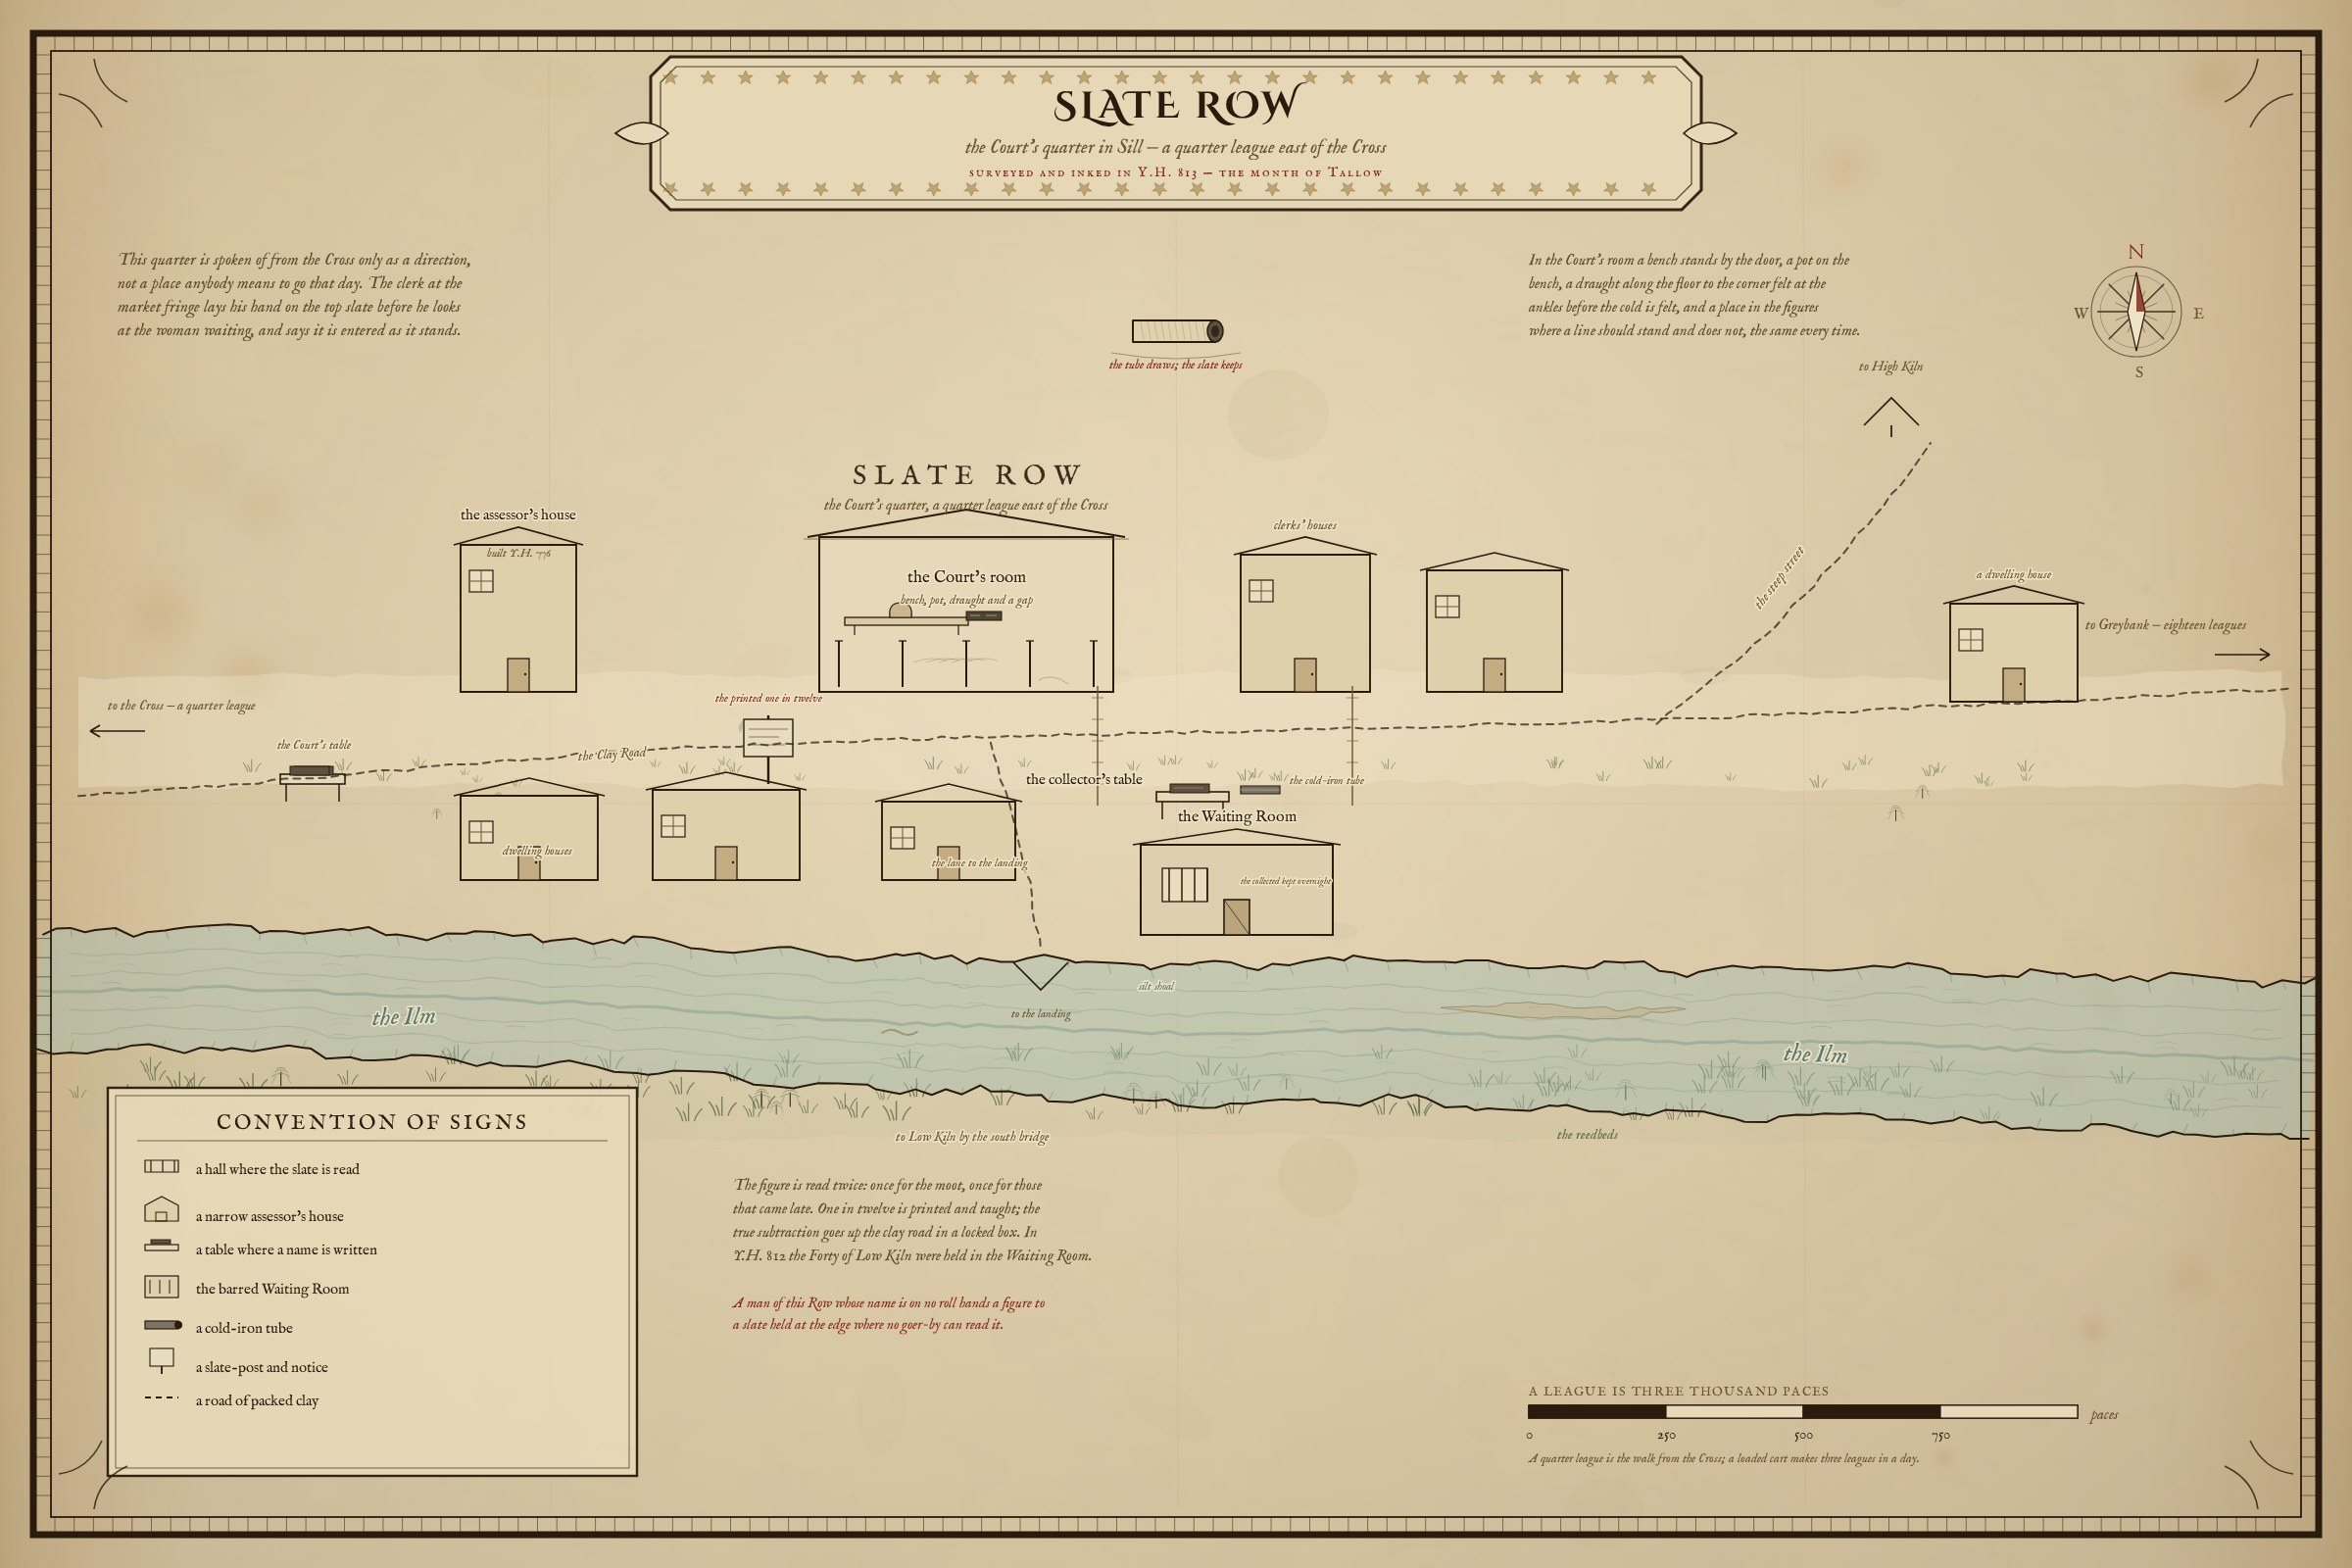 SLATE ROW
the Court's quarter in Sill — a quarter league east of the Cross
SURVEYED AND INKED IN Y.H. 813 — THE MONTH OF TALLOW
This quarter is spoken of from the Cross only as a direction,
not a place anybody means to go that day. The clerk at the
market fringe lays his hand on the top slate before he looks
at the woman waiting, and says it is entered as it stands.
In the Court's room a bench stands by the door, a pot on the
bench, a draught along the floor to the corner felt at the
ankles before the cold is felt, and a place in the figures
where a line should stand and does not, the same every time.
N
W
E
S
the tube draws; the slate keeps
to High Kiln
SLATE ROW
the Court's quarter, a quarter league east of the Cross
the assessor's house
built Y.H. 776
the Court's room
bench, pot, draught and a gap
clerks' houses
the steep street
a dwelling house
to Greybank — eighteen leagues
to the Cross — a quarter league
the printed one in twelve
the Court's table
the Clay Road
the collector's table
the cold-iron tube
the Waiting Room
dwelling houses
the lane to the landing
the collected kept overnight
silt shoal
to the landing
the Ilm
the Ilm
to Low Kiln by the south bridge
the reedbeds
CONVENTION OF SIGNS
a hall where the slate is read
a narrow assessor's house
a table where a name is written
the barred Waiting Room
a cold-iron tube
a slate-post and notice
a road of packed clay
The figure is read twice: once for the moot, once for those
that came late. One in twelve is printed and taught; the
true subtraction goes up the clay road in a locked box. In
Y.H. 812 the Forty of Low Kiln were held in the Waiting Room.
A man of this Row whose name is on no roll hands a figure to
a slate held at the edge where no goer-by can read it.
A LEAGUE IS THREE THOUSAND PACES
paces
0 250 500 750
A quarter league is the walk from the Cross; a loaded cart makes three leagues in a day.